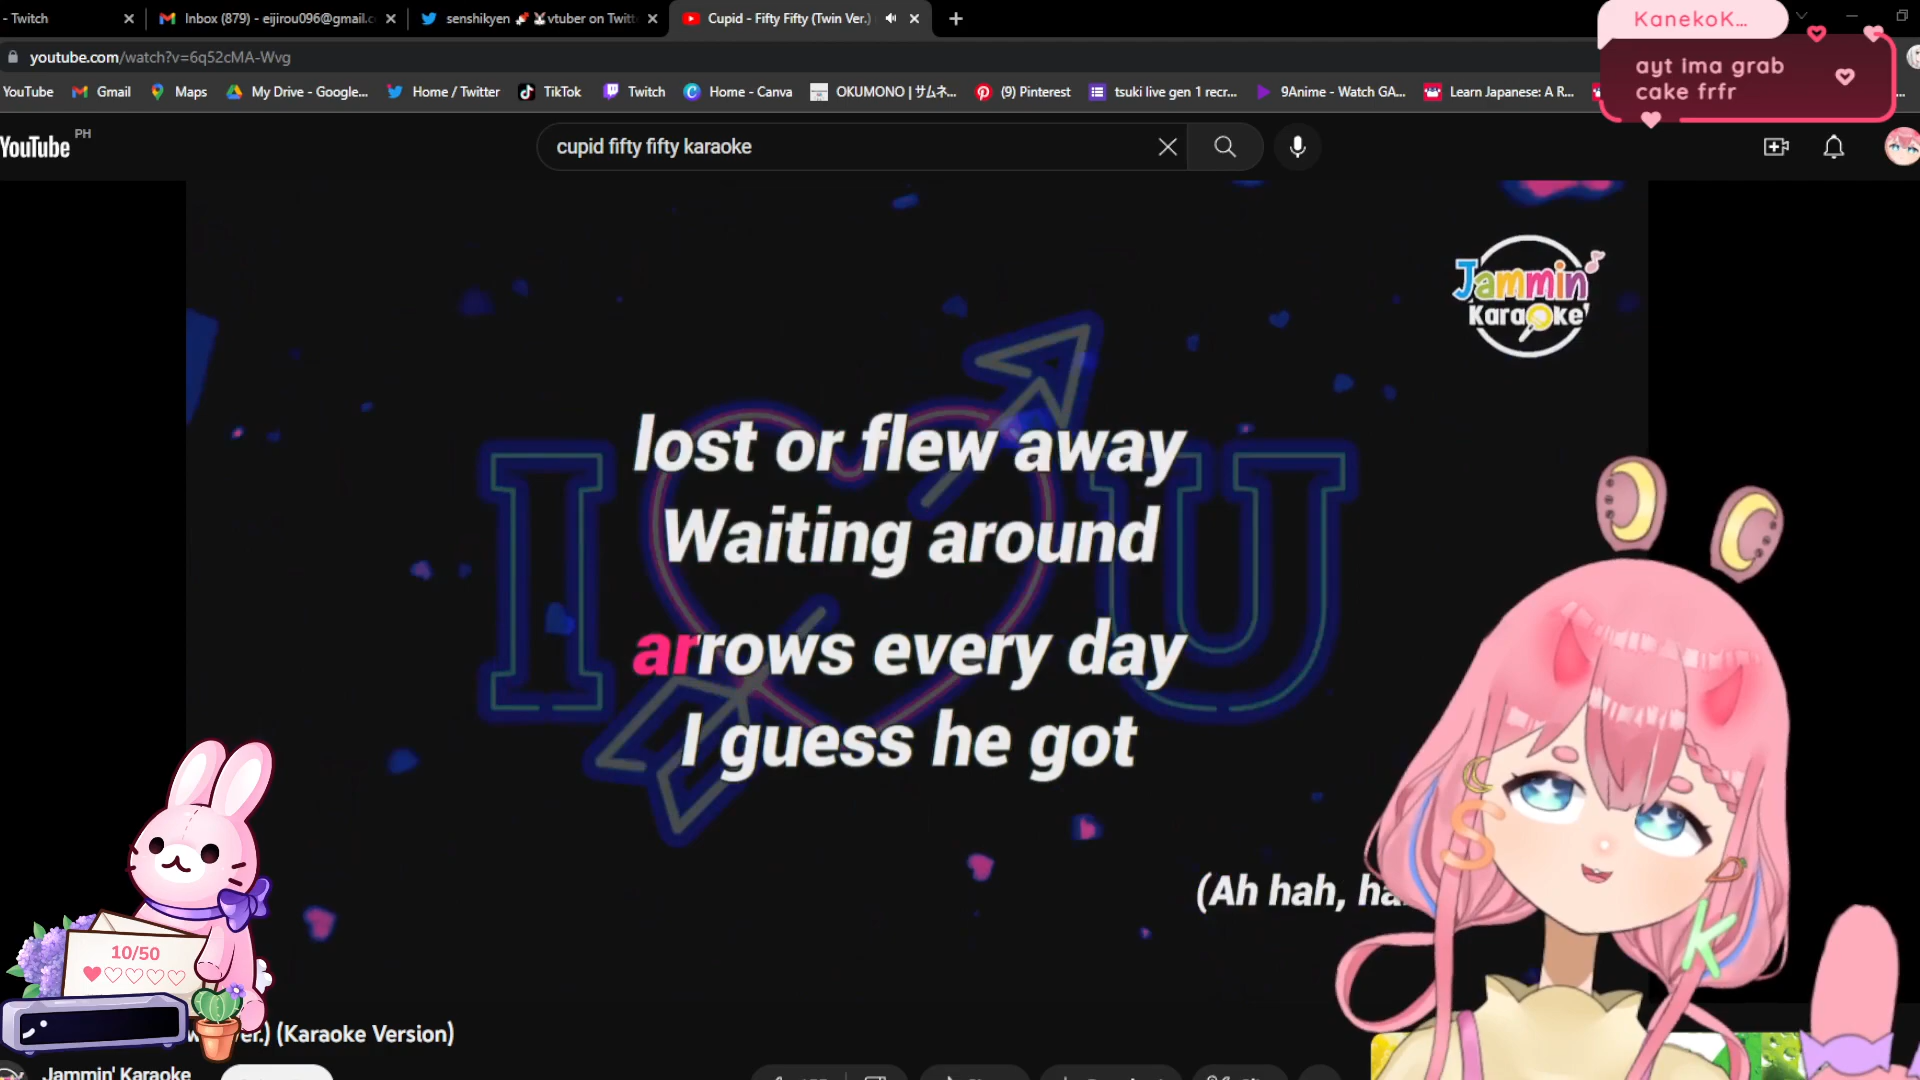 - Twitch
Inbox (879) - eijirou096@gmail.c
senshikyen
vtuber on Twit
Cupid - Fifty Fifty (Twin Ver.)
KanekoK...
ayt ima grab
cake frfr
youtube.com/watch?v=6q52cMA-Wvg
YouTube
Gmail
Maps
My Drive - Google...
Home / Twitter
TikTok
Twitch
Home - Canva
OKUMONO | サムネ...
(9) Pinterest
tsuki live gen 1 recr...
9Anime - Watch GA...
Learn Japanese: A R...
YouTube PH
cupid fifty fifty karaoke
Jammin'
Karaoke
I U
lost or flew away
Waiting around
arrows every day
I guess he got
(Ah hah, ha
S
K
10/50
(Karaoke Version)
Jammin' Karaoke